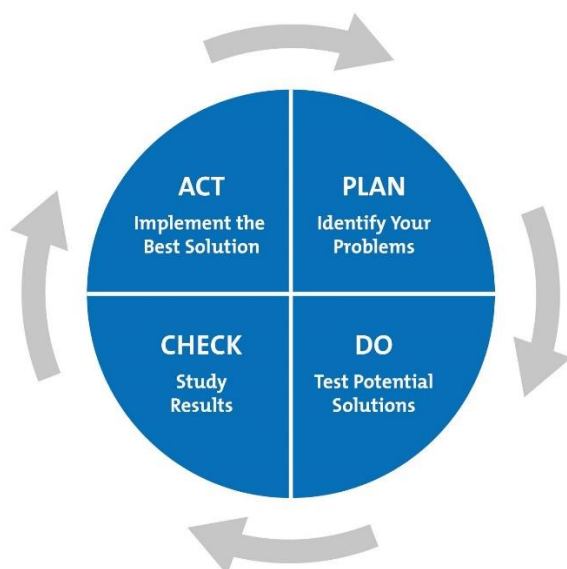 ACT
Implement the
Best Solution
PLAN
Identify Your
Problems
CHECK
Study
Results
DO
Test Potential
Solutions